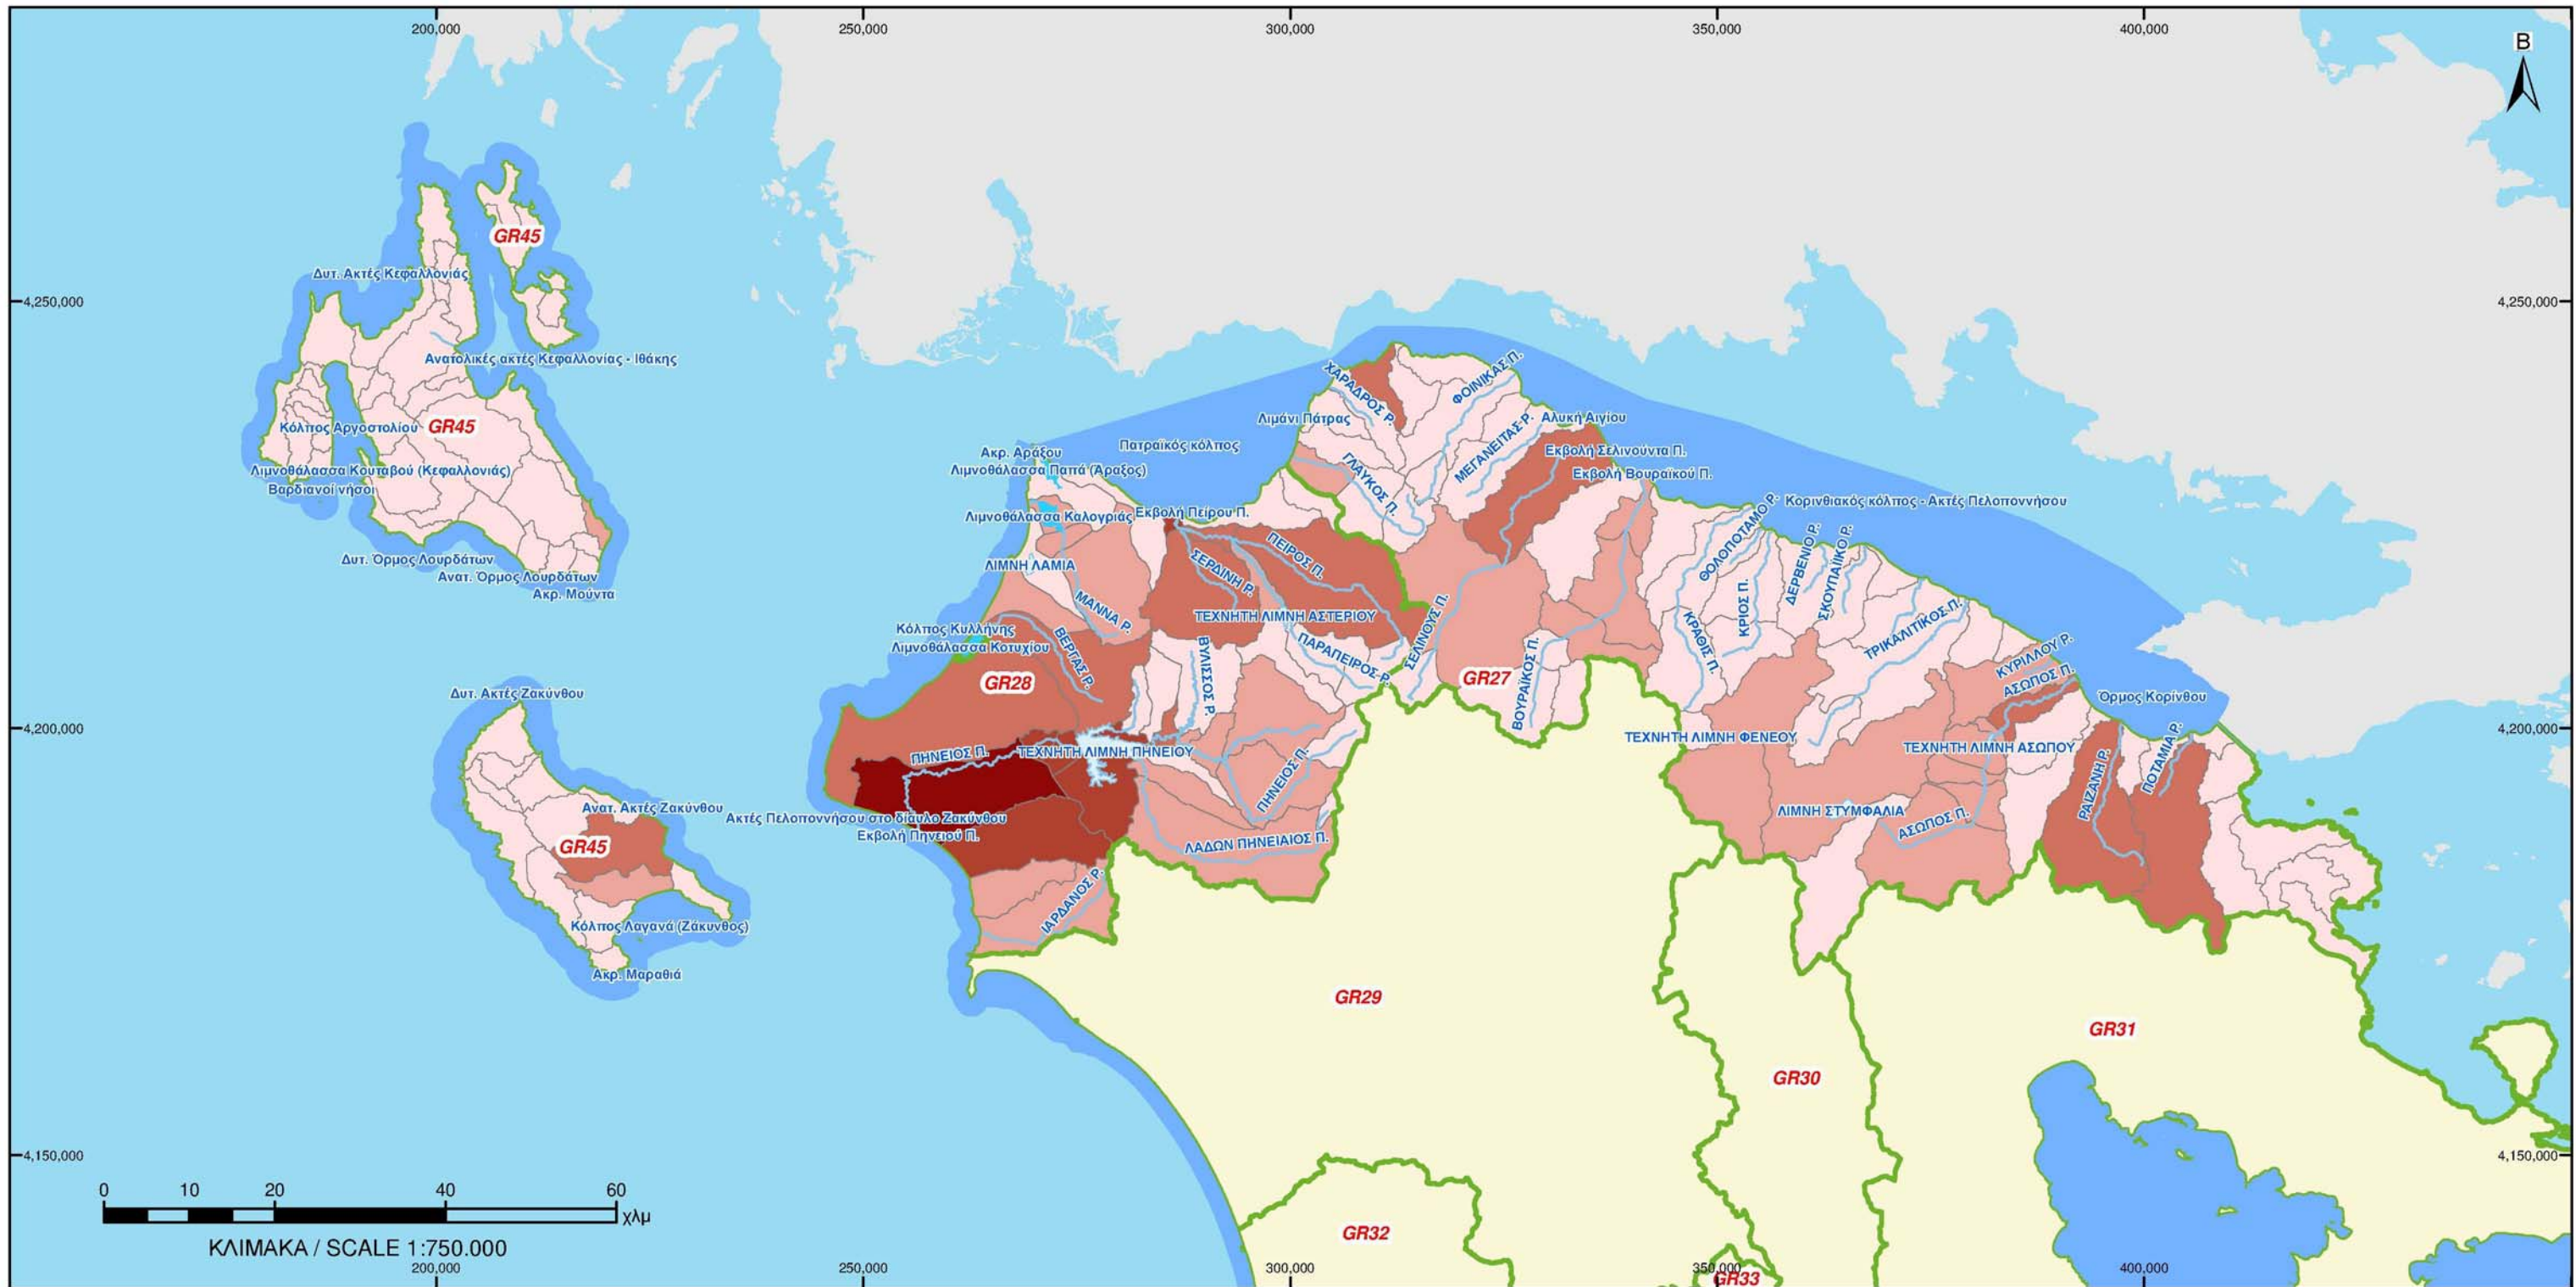 200,000
250,000
300,000
350,000
400,000
Β
GR45
Δυτ. Ακτές Κεφαλλονιάς
4,250,000
4,250,000
Ανατολικές ακτές Κεφαλλονίας - Ιθάκης
ΧΑΡΑΔΡΟΣ Ρ.
ΦΟΙΝΙΚΑΣ Π.
Λιμάνι Πάτρας
Αλυκή Αιγίου
Κόλπος Αργοστολίου
GR45
Πατραϊκός κόλπος
ΜΕΓΑΝΕΙΤΑΣ Ρ.
Εκβολή Σελινούντα Π.
Ακρ. Αράξου
Λιμνοθάλασσα Κουταβού (Κεφαλλονιάς)
Λιμνοθάλασσα Παπά (Άραξος)
ΓΛΑΥΚΟΣ Π.
Εκβολή Βουραϊκού Π.
Βαρδιανοί νήσοι
Κορινθιακός κόλπος - Ακτές Πελοποννήσου
Λιμνοθάλασσα Καλογριάς
Εκβολή Πείρου Π.
ΘΟΛΟΠΟΤΑΜΟ Ρ.
Δυτ. Όρμος Λουρδάτων
ΛΙΜΝΗ ΛΑΜΙΑ
ΣΕΡΔΙΝΗ Ρ.
ΠΕΙΡΟΣ Π.
ΔΕΡΒΕΝΙΟ Ρ.
ΣΚΟΥΠΑΙΙΚΟ Ρ.
Ανατ. Όρμος Λουρδάτων
Ακρ. Μούντα
ΜΑΝΝΑ Ρ.
ΤΕΧΝΗΤΗ ΛΙΜΝΗ ΑΣΤΕΡΙΟΥ
ΚΡΙΟΣ Π.
Κόλπος Κυλλήνης
Λιμνοθάλασσα Κοτυχίου
ΒΕΡΓΑΣ Ρ.
ΒΥΛΙΣΣΟΣ Ρ.
ΠΑΡΑΠΕΙΡΟΣ Ρ.
ΣΕΛΙΝΟΥΣ Π.
ΚΡΑΘΙΣ Π.
ΤΡΙΚΑΛΙΤΙΚΟΣ Π.
ΚΥΡΙΛΛΟΥ Ρ.
GR28
GR27
ΒΟΥΡΑΪΚΟΣ Π.
ΑΣΩΠΟΣ Π.
Δυτ. Ακτές Ζακύνθου
Όρμος Κορίνθου
4,200,000
4,200,000
ΠΗΝΕΙΟΣ Π.
ΤΕΧΝΗΤΗ ΛΙΜΝΗ ΠΗΝΕΙΟΥ
ΤΕΧΝΗΤΗ ΛΙΜΝΗ ΦΕΝΕΟΥ
ΤΕΧΝΗΤΗ ΛΙΜΝΗ ΑΣΩΠΟΥ
ΠΗΝΕΙΟΣ Π.
ΡΑΙΖΑΝΗ Ρ.
ΠΟΤΑΜΙΑ Ρ.
Ανατ. Ακτές Ζακύνθου
Ακτές Πελοποννήσου στο δίαυλο Ζακύνθου
ΛΙΜΝΗ ΣΤΥΜΦΑΛΙΑ
ΑΣΩΠΟΣ Π.
Εκβολή Πηνειού Π.
GR45
ΛΑΔΩΝ ΠΗΝΕΙΑΙΟΣ Π.
ΙΑΡΔΑΝΟΣ Ρ.
Κόλπος Λαγανά (Ζάκυνθος)
Ακρ. Μαραθιά
GR29
GR31
GR30
4,150,000
4,150,000
0 10 20 40 60
χλμ
GR32
ΚΛΙΜΑΚΑ / SCALE 1:750.000
200,000
250,000
300,000
350,000
GR33
400,000